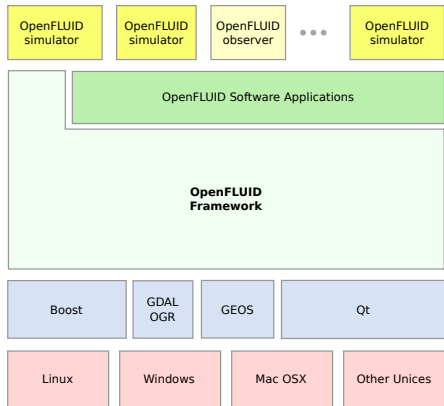 OpenFLUID
simulator
OpenFLUID
simulator
OpenFLUID
observer
OpenFLUID
simulator
OpenFLUID Software Applications
OpenFLUID
Framework
Boost
GDAL
OGR
GEOS
Qt
Linux
Windows
Mac OSX
Other Unices